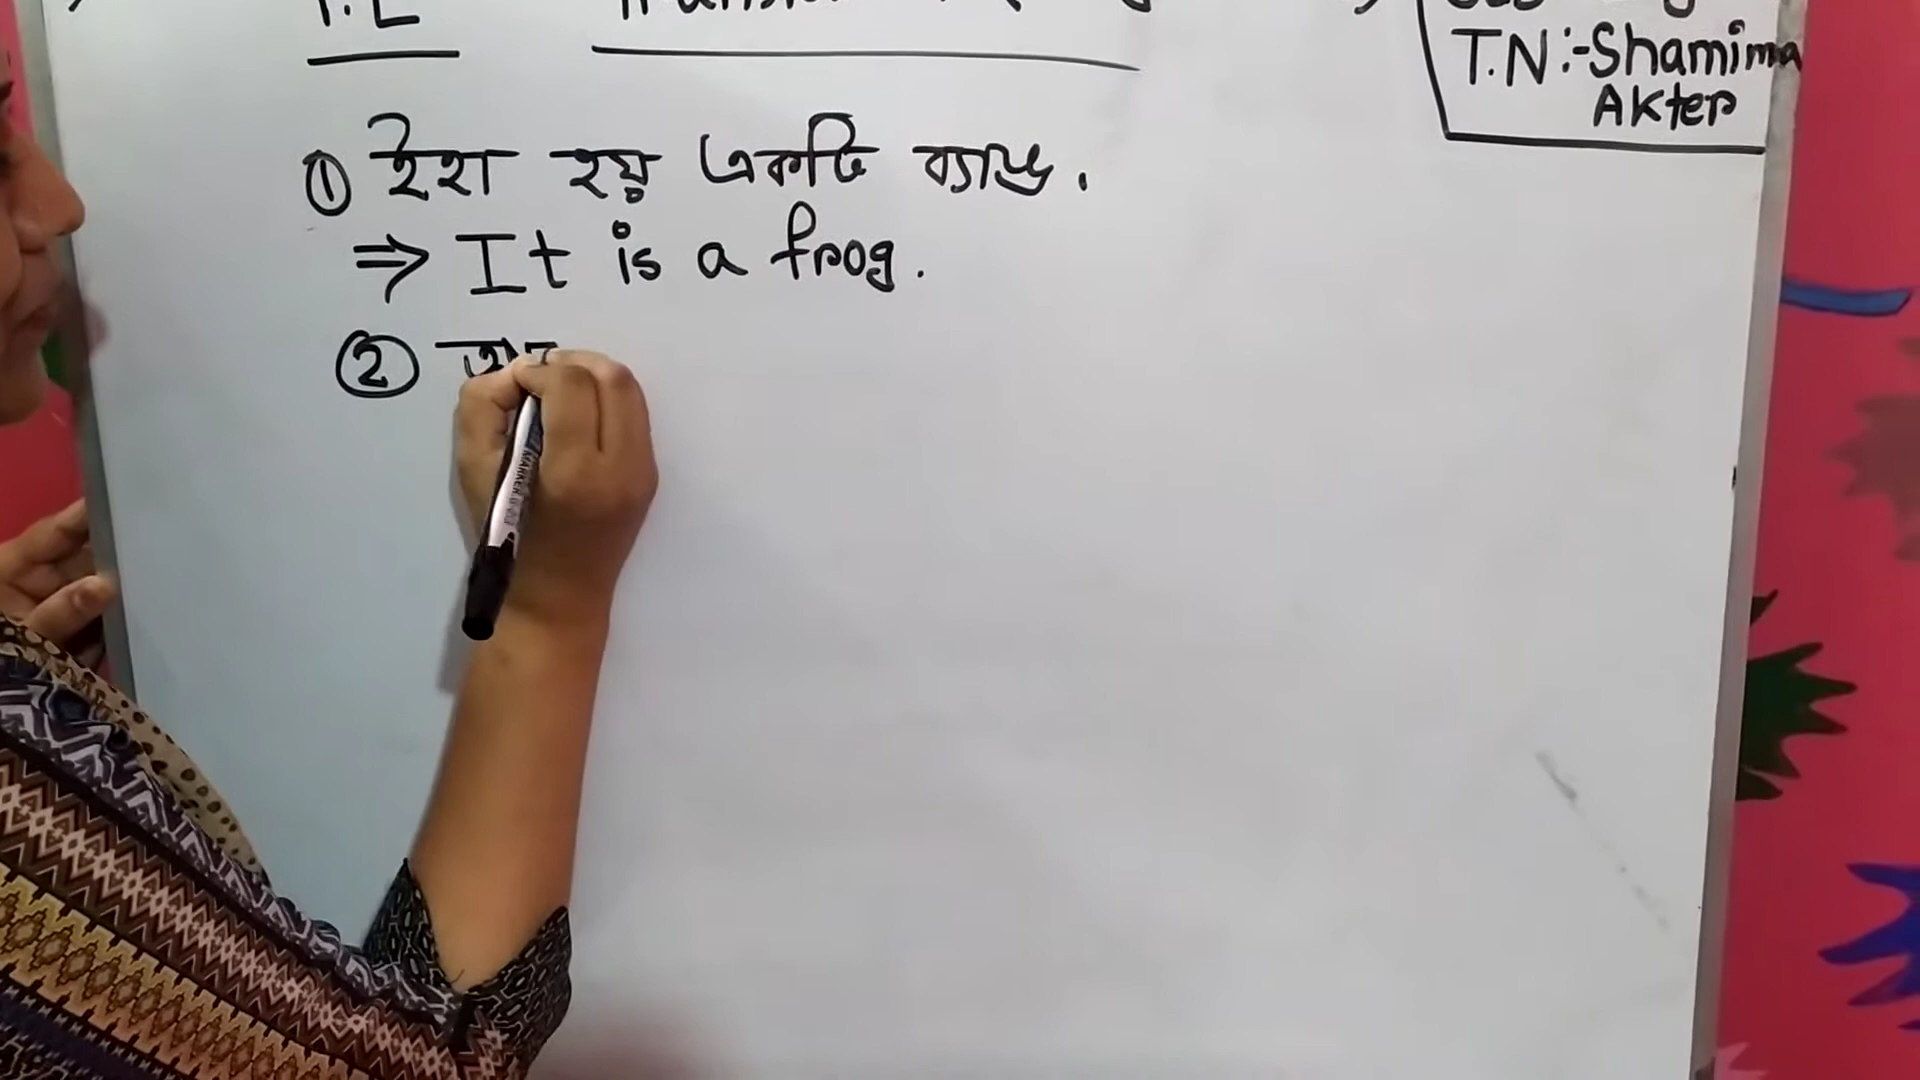 T.L
T.N:-Shamima
Akter
① ইহা হয় একটি ব্যাঙ.
⇒ It is a frog.
②